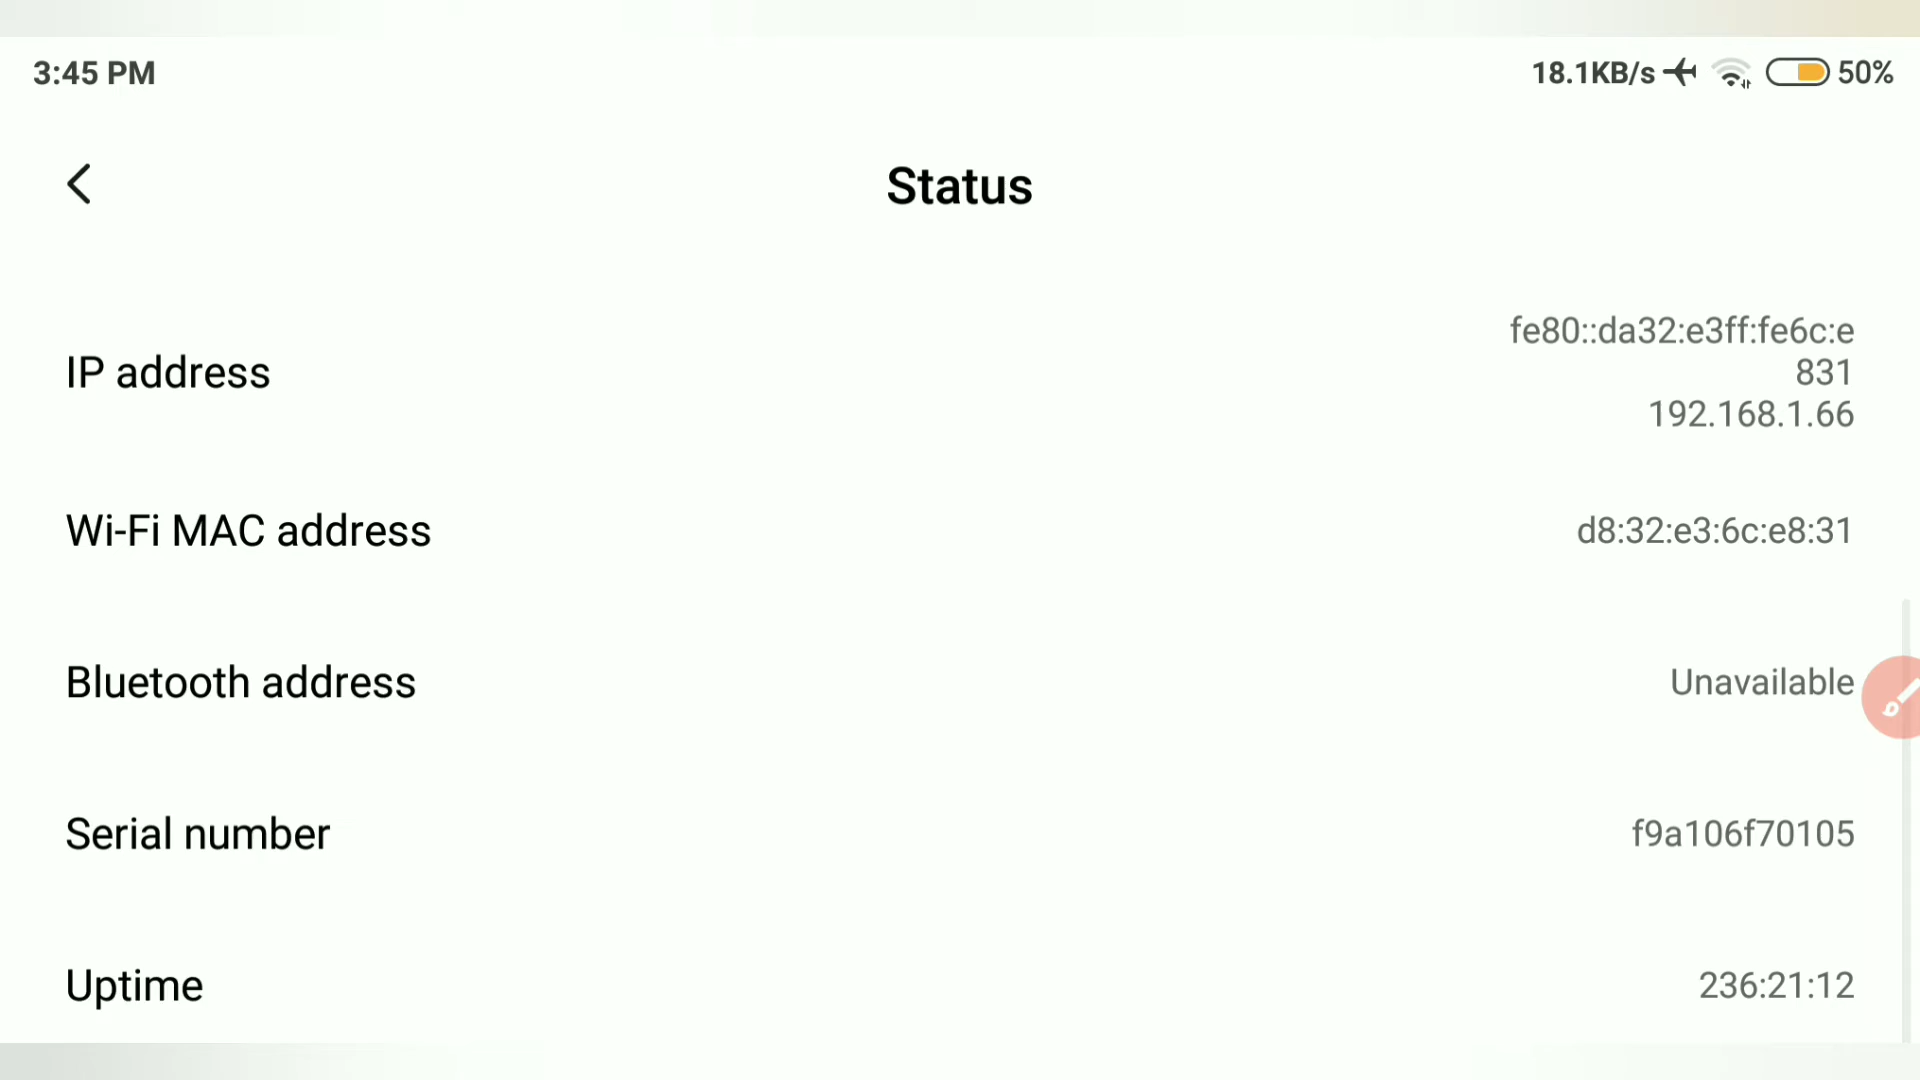 3:45 PM
18.1KB/s 50%
Status
IP address
fe80::da32:e3ff:fe6c:e
831
192.168.1.66
Wi-Fi MAC address
d8:32:e3:6c:e8:31
Bluetooth address
Unavailable
Serial number
f9a106f70105
Uptime
236:21:12